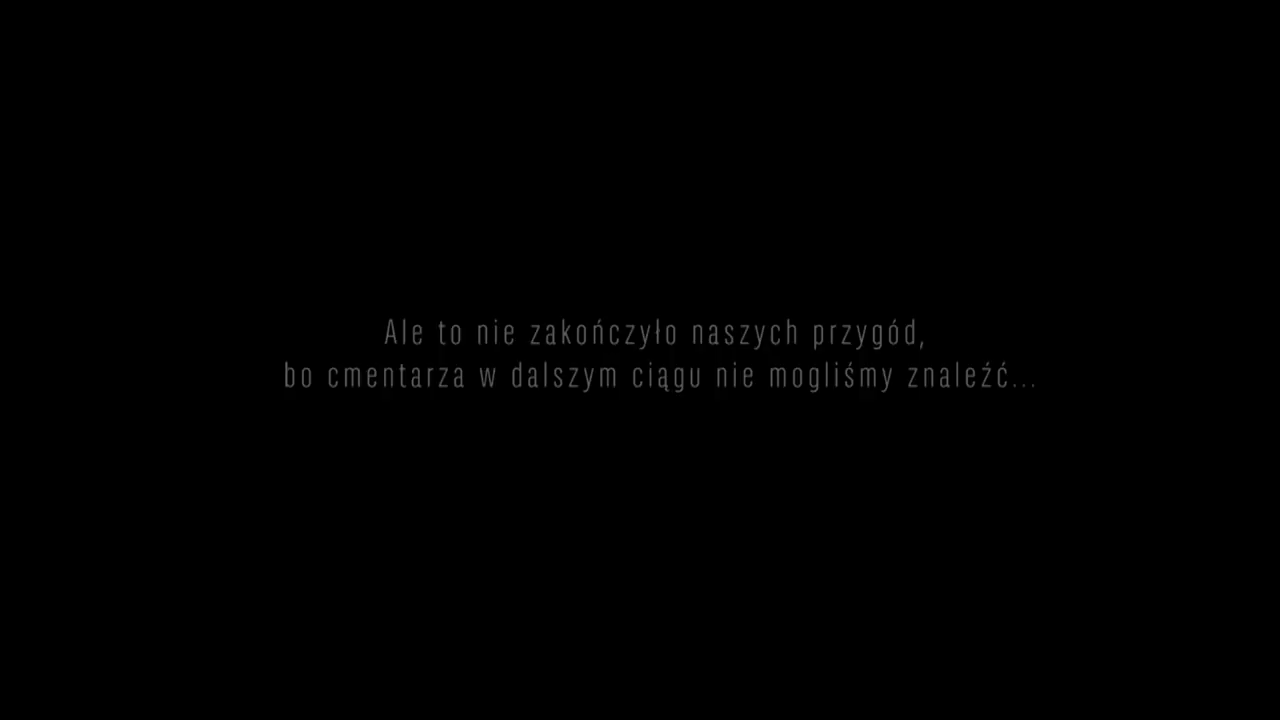 Ale to nie zakończyło naszych przygód,
bo cmentarza w dalszym ciągu nie mogliśmy znaleźć...